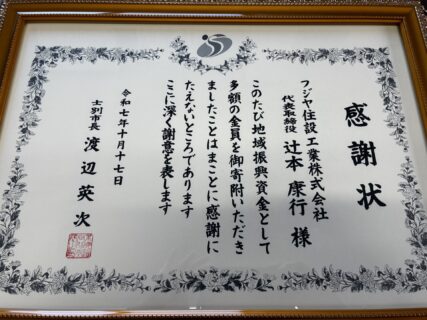 感謝状
フジヤ住設工業株式会社
代表取締役 辻本康行 様
このたび地域振興資金として
多額の金員を御寄附いただき
ましたことはまことに感謝に
たえないところであります
ここに深く謝意を表します
令和七年十月十七日
士別市長 渡辺英次